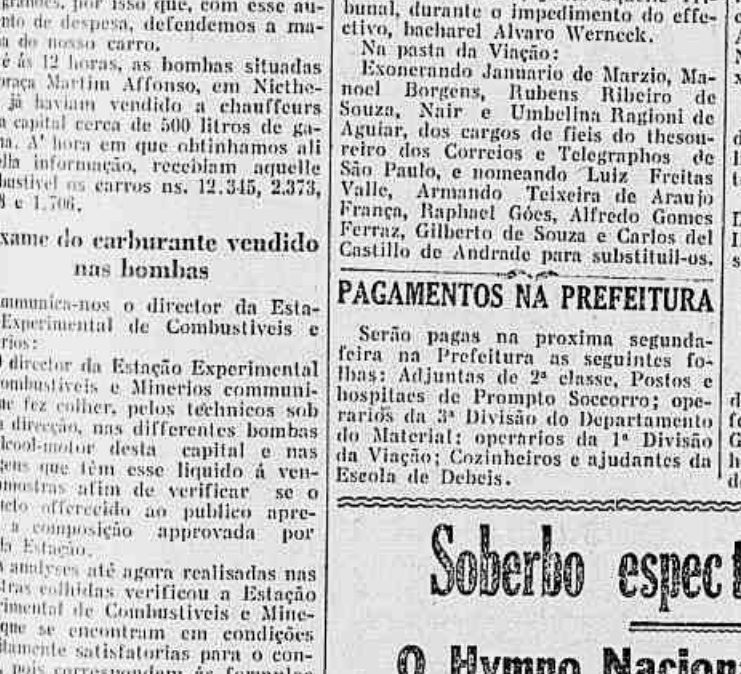 por isso que, com esse au-
nto de despesa, defendemos a ma-
do nosso carro.
é ás 12 horas, as bombas situadas
praça Martim Affonso, em Nicthe-
já haviam vendido a chauffeurs
a capital cerca de 500 litros de ga-
na. A' hora em que obtinhamos ali
ella informação, recebiam aquelle
bustivel os carros ns. 12.345, 2.373,
8 e 1.706.
xame do carburante vendido
nas bombas
mmunica-nos o director da Esta-
Experimental de Combustiveis e
rios:
director da Estação Experimental
ombustiveis e Minerios communi-
ue fez colher, pelos technicos sob
a direcção, nas differentes bombas
lcool-motor desta capital e nas
gens que têm esse liquido á ven-
amostras afim de verificar se o
ucto offerecido ao publico apre-
a composição approvada por
da Estação.
analyses até agora realisadas nas
stras colhidas verificou a Estação
rimental de Combustiveis e Mine-
que se encontram em condições
itamente satisfatorias para o con-
pois correspondem ás formulas
bunal, durante o impedimento do effe-
ctivo, bacharel Alvaro Werneck.
Na pasta da Viação:
Exonerando Januario de Marzio, Ma-
noel Borgens, Rubens Ribeiro de
Souza, Nair e Umbelina Ragioni de
Aguiar, dos cargos de fieis do thesou-
reiro dos Correios e Telegraphos de
São Paulo, e nomeando Luiz Freitas
Valle, Armando Teixeira de Araujo
França, Raphael Góes, Alfredo Gomes
Ferraz, Gilberto de Souza e Carlos del
Castillo de Andrade para substituil-os.
PAGAMENTOS NA PREFEITURA
Serão pagas na proxima segunda-
feira na Prefeitura as seguintes fo-
lhas: Adjuntas de 2ª classe, Postos e
hospitaes de Prompto Soccorro; ope-
rarios da 3ª Divisão do Departamento
do Material; operarios da 1ª Divisão
da Viação; Cozinheiros e ajudantes da
Escola de Debeis.
Soberbo espect
O Hymno Nacion